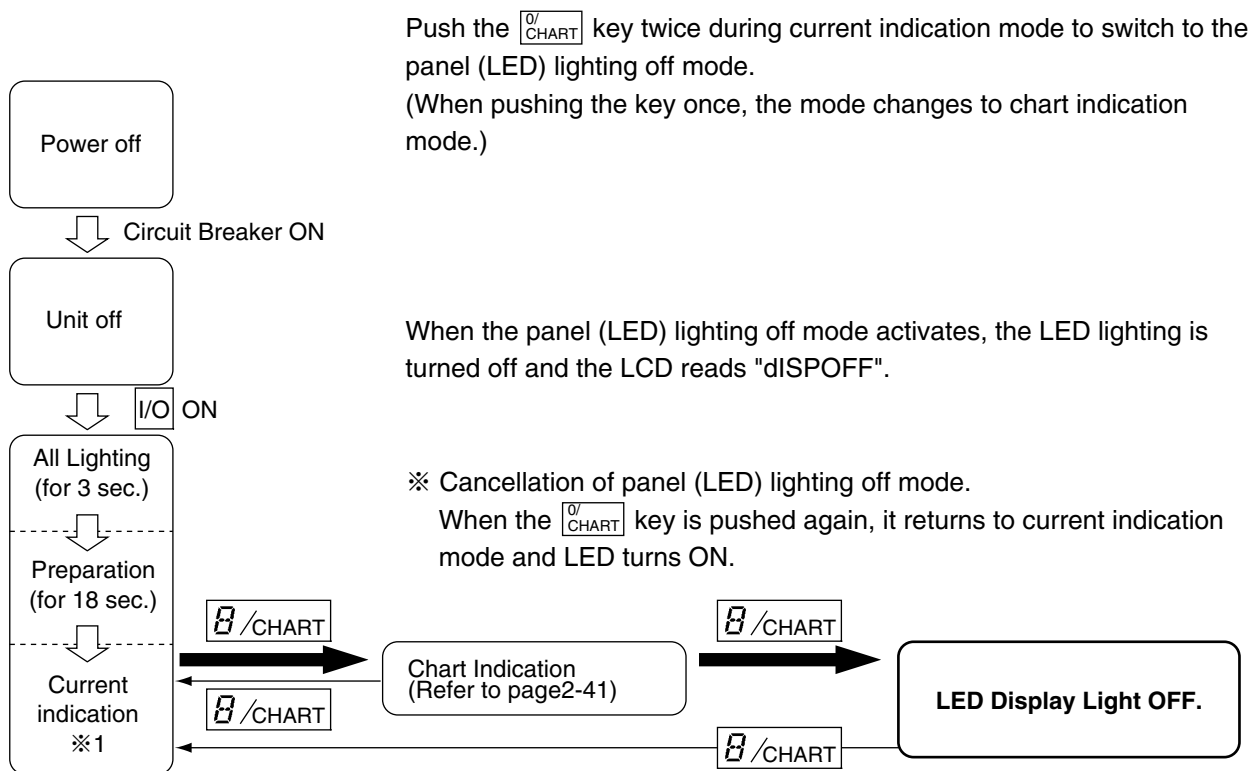 Push the 0/CHART key twice during current indication mode to switch to the
panel (LED) lighting off mode.
(When pushing the key once, the mode changes to chart indication
mode.)
Power off
Circuit Breaker ON
Unit off
When the panel (LED) lighting off mode activates, the LED lighting is
turned off and the LCD reads "dISPOFF".
I/O ON
All Lighting
(for 3 sec.)
※ Cancellation of panel (LED) lighting off mode.
When the 0/CHART key is pushed again, it returns to current indication
mode and LED turns ON.
Preparation
(for 18 sec.)
8/CHART
8/CHART
Chart Indication
(Refer to page2-41)
Current
indication
※1
8/CHART
LED Display Light OFF.
8/CHART